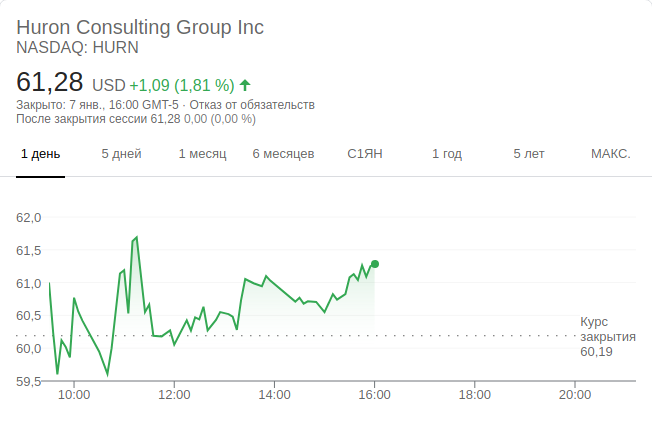 Huron Consulting Group Inc
NASDAQ: HURN
61,28 USD +1,09 (1,81 %)
Закрыто: 7 янв., 16:00 GMT-5 · Отказ от обязательств
После закрытия сессии 61,28 0,00 (0,00 %)
1 день 5 дней 1 месяц 6 месяцев С1ЯН 1 год 5 лет МАКС.
62,0
61,5
61,0
60,5
60,0
59,5
Курс
закрытия
60,19
10:00 12:00 14:00 16:00 18:00 20:00